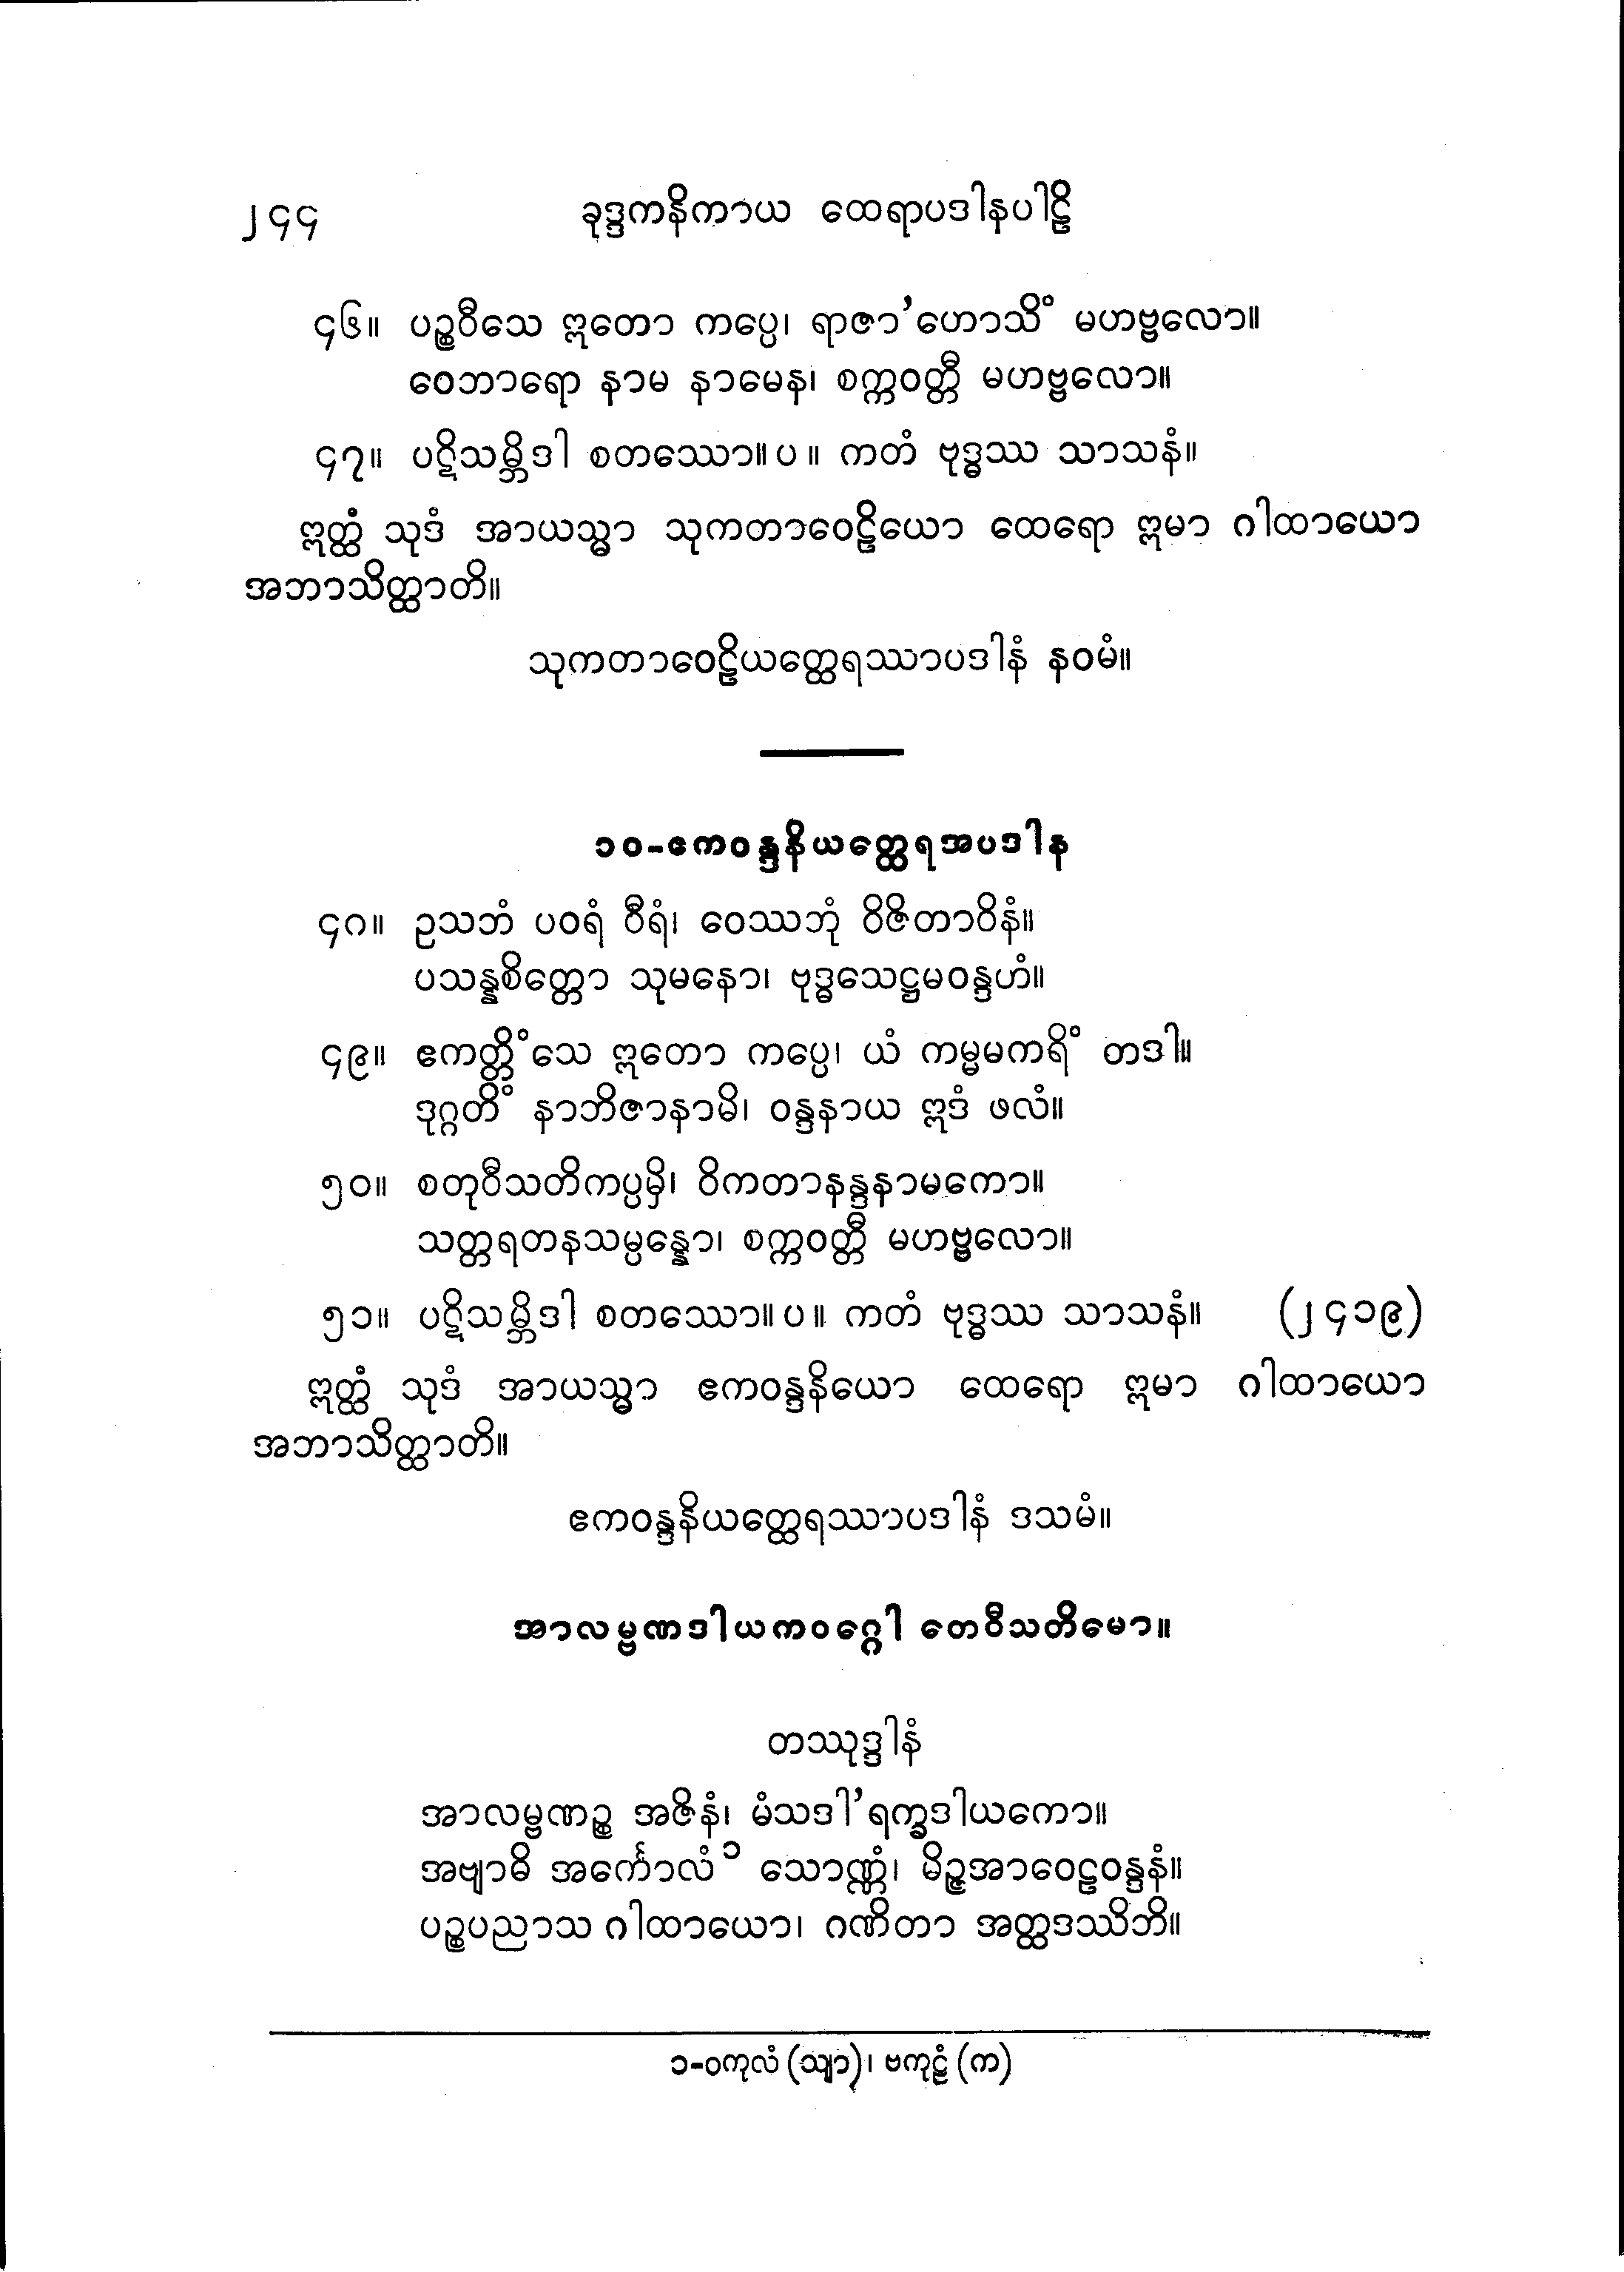 ၂၄၄ ခုဒ္ဒကနိကာယ ထေရာပဒါနပါဠိ
၄၆။ ပဉ္စဝီသေ ဣတော ကပ္ပေ၊ ရာဇာ’ဟောသိံ မဟဗ္ဗလော။
ဝေဘာရော နာမ နာမေန၊ စက္ကဝတ္တီ မဟဗ္ဗလော။
၄၇။ ပဋိသမ္ဘိဒါ စတဿော။ပ။ ကတံ ဗုဒ္ဓဿ သာသနံ။
ဣတ္ထံ သုဒံ အာယသ္မာ သုကတာဝေဠိယော ထေရော ဣမာ ဂါထာယော
အဘာသိတ္ထာတိ။
သုကတာဝေဠိယတ္ထေရဿာပဒါနံ နဝမံ။
၁၀-ဧကဝန္ဒနိယတ္ထေရအပဒါန
၄၈။ ဥသဘံ ပဝရံ ဝီရံ၊ ဝေဿဘုံ ဝိဇိတာဝိနံ။
ပသန္နစိတ္တော သုမနော၊ ဗုဒ္ဓသေဋ္ဌမဝန္ဒဟံ။
၄၉။ ဧကတ္တိံသေ ဣတော ကပ္ပေ၊ ယံ ကမ္မမကရိံ တဒါ။
ဒုဂ္ဂတိံ နာဘိဇာနာမိ၊ ဝန္ဒနာယ ဣဒံ ဖလံ။
၅၀။ စတုဝီသတိကပ္ပမှိ၊ ဝိကတာနန္ဒနာမကော။
သတ္တရတနသမ္ပန္နော၊ စက္ကဝတ္တီ မဟဗ္ဗလော။
၅၁။ ပဋိသမ္ဘိဒါ စတဿော။ပ။ ကတံ ဗုဒ္ဓဿ သာသနံ။ (၂၄၁၉)
ဣတ္ထံ သုဒံ အာယသ္မာ ဧကဝန္ဒနိယော ထေရော ဣမာ ဂါထာယော
အဘာသိတ္ထာတိ။
ဧကဝန္ဒနိယတ္ထေရဿာပဒါနံ ဒသမံ။
အာလမ္ဗဏဒါယကဝဂ္ဂေါ တေဝီသတိမော။
တဿုဒ္ဒါနံ
အာလမ္ဗဏဉ္စ အဇိနံ၊ မံသဒါ’ရက္ခဒါယကော။
အဗျာဓိ အင်္ကောလံ၁ သောဏ္ဏံ၊ မိဉ္ဇအာဝေဠဝန္ဒနံ။
ပဉ္စပညာသ ဂါထာယော၊ ဂဏိတာ အတ္ထဒဿိဘိ။
၁-ဝကုလံ (သျာ)၊ ဗကုဠံ (က)